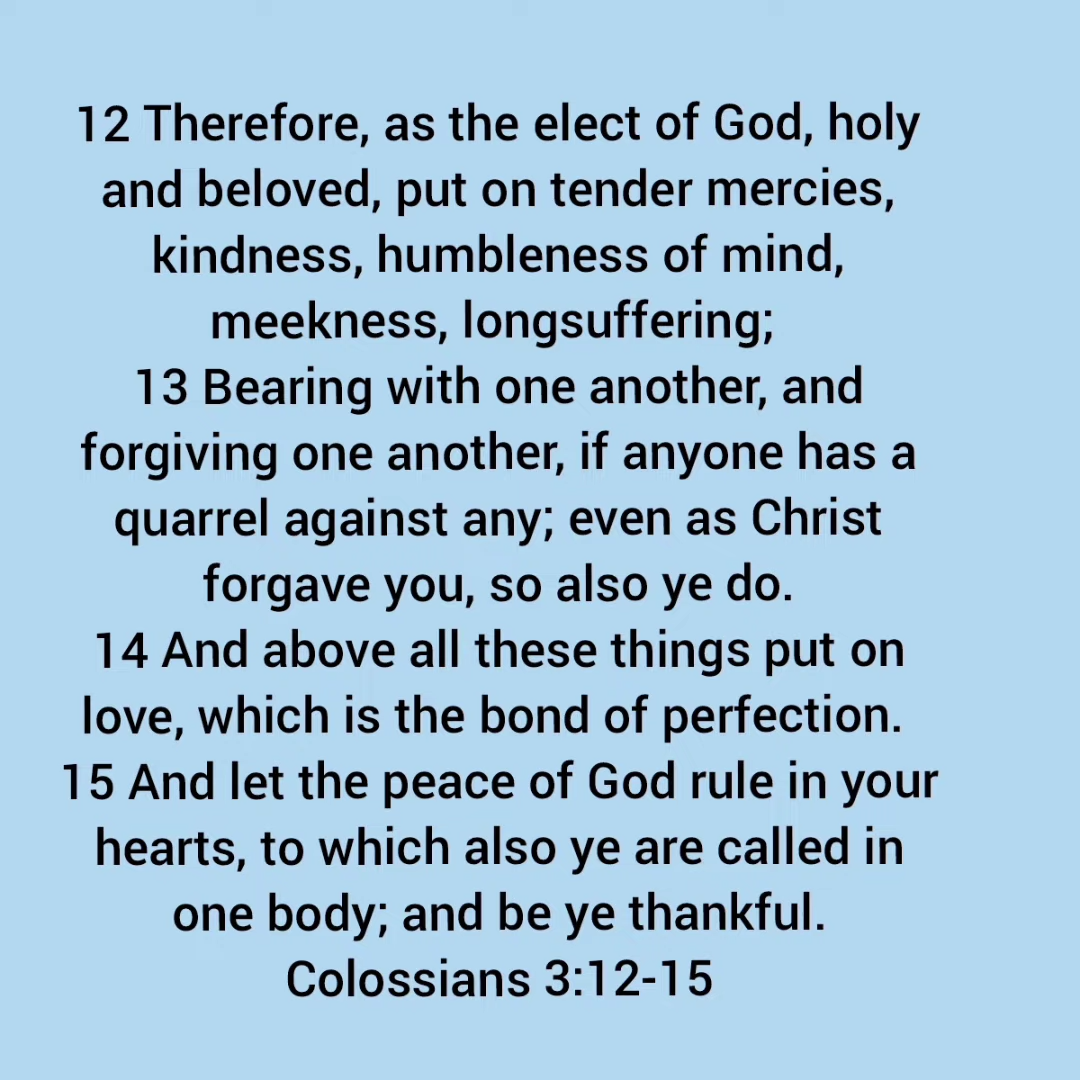 12 Therefore, as the elect of God, holy
and beloved, put on tender mercies,
kindness, humbleness of mind,
meekness, longsuffering;
13 Bearing with one another, and
forgiving one another, if anyone has a
quarrel against any; even as Christ
forgave you, so also ye do.
14 And above all these things put on
love, which is the bond of perfection.
15 And let the peace of God rule in your
hearts, to which also ye are called in
one body; and be ye thankful.
Colossians 3:12-15